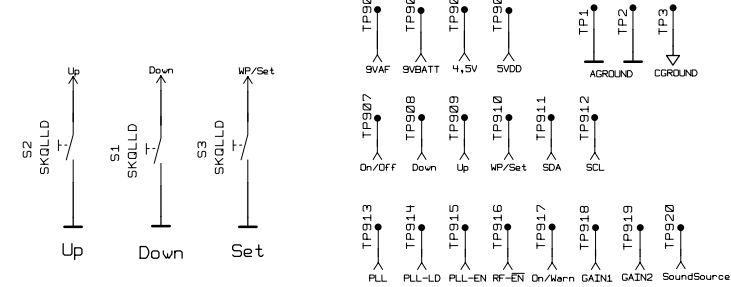 Up
Down
WP/Set
S2
SKQLLD
S1
SKQLLD
S3
SKQLLD
Up
Down
Set
TP1
TP2
TP3
9VAF
9VBATT
4,5V
5VDD
AGROUND
CGROUND
TP907
TP908
TP909
TP910
TP911
TP912
On/Off
Down
Up
WP/Set
SDA
SCL
TP913
TP914
TP915
TP916
TP917
TP918
TP919
TP920
PLL
PLL-LD
PLL-EN
RF-EN
On/Warn
GAIN1
GAIN2
SoundSource